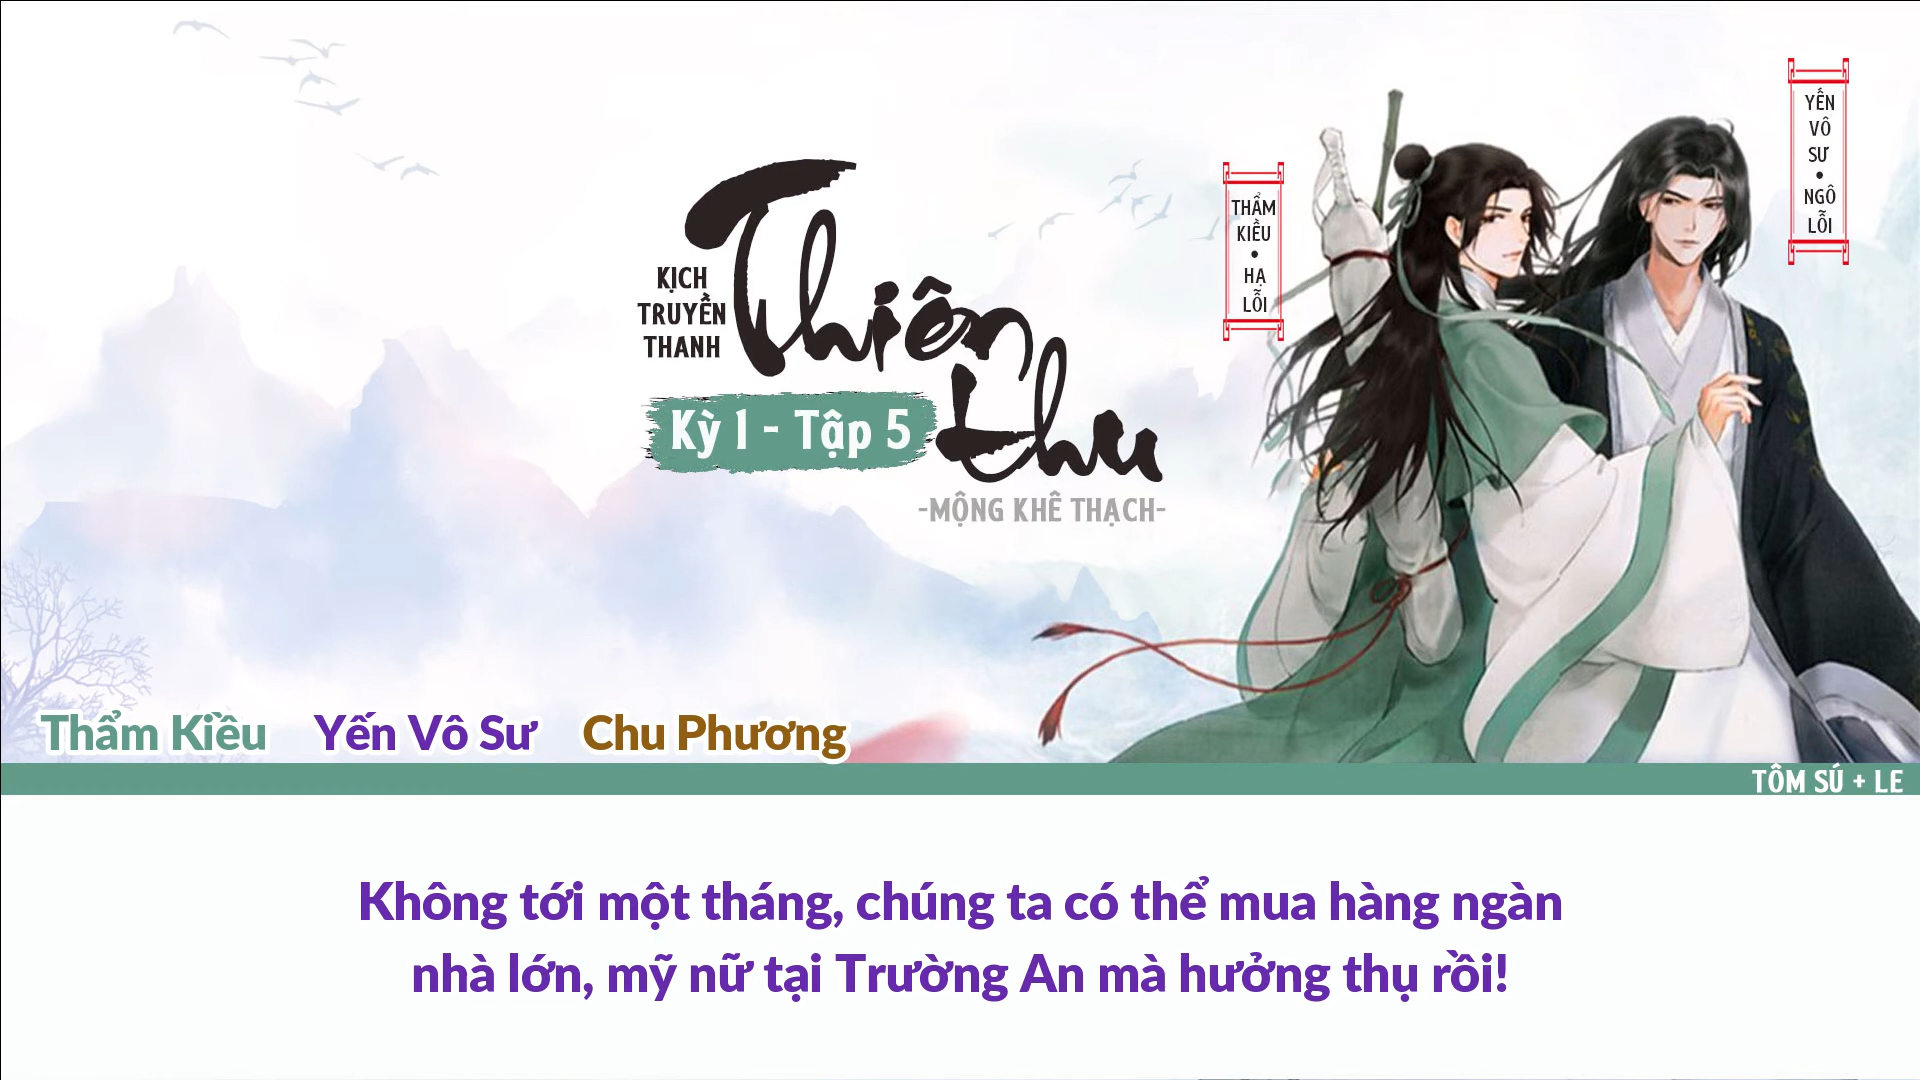 KỊCH
TRUYỀN
THANH
Thiên
thu
Kỳ 1 - Tập 5
-MỘNG KHÊ THẠCH-
THẨM
KIỀU
•
HẠ
LỖI
YẾN
VÔ
SƯ
•
NGÔ
LỖI
Thẩm Kiều Yến Vô Sư Chu Phương
TÔM SÚ + LE
Không tới một tháng, chúng ta có thể mua hàng ngàn
nhà lớn, mỹ nữ tại Trường An mà hưởng thụ rồi!